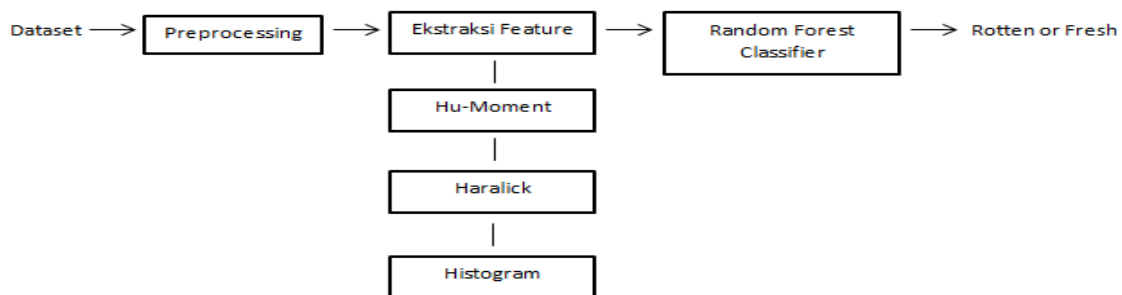 Dataset
Preprocessing
Ekstraksi Feature
Random Forest
Classifier
Rotten or Fresh
Hu-Moment
Haralick
Histogram